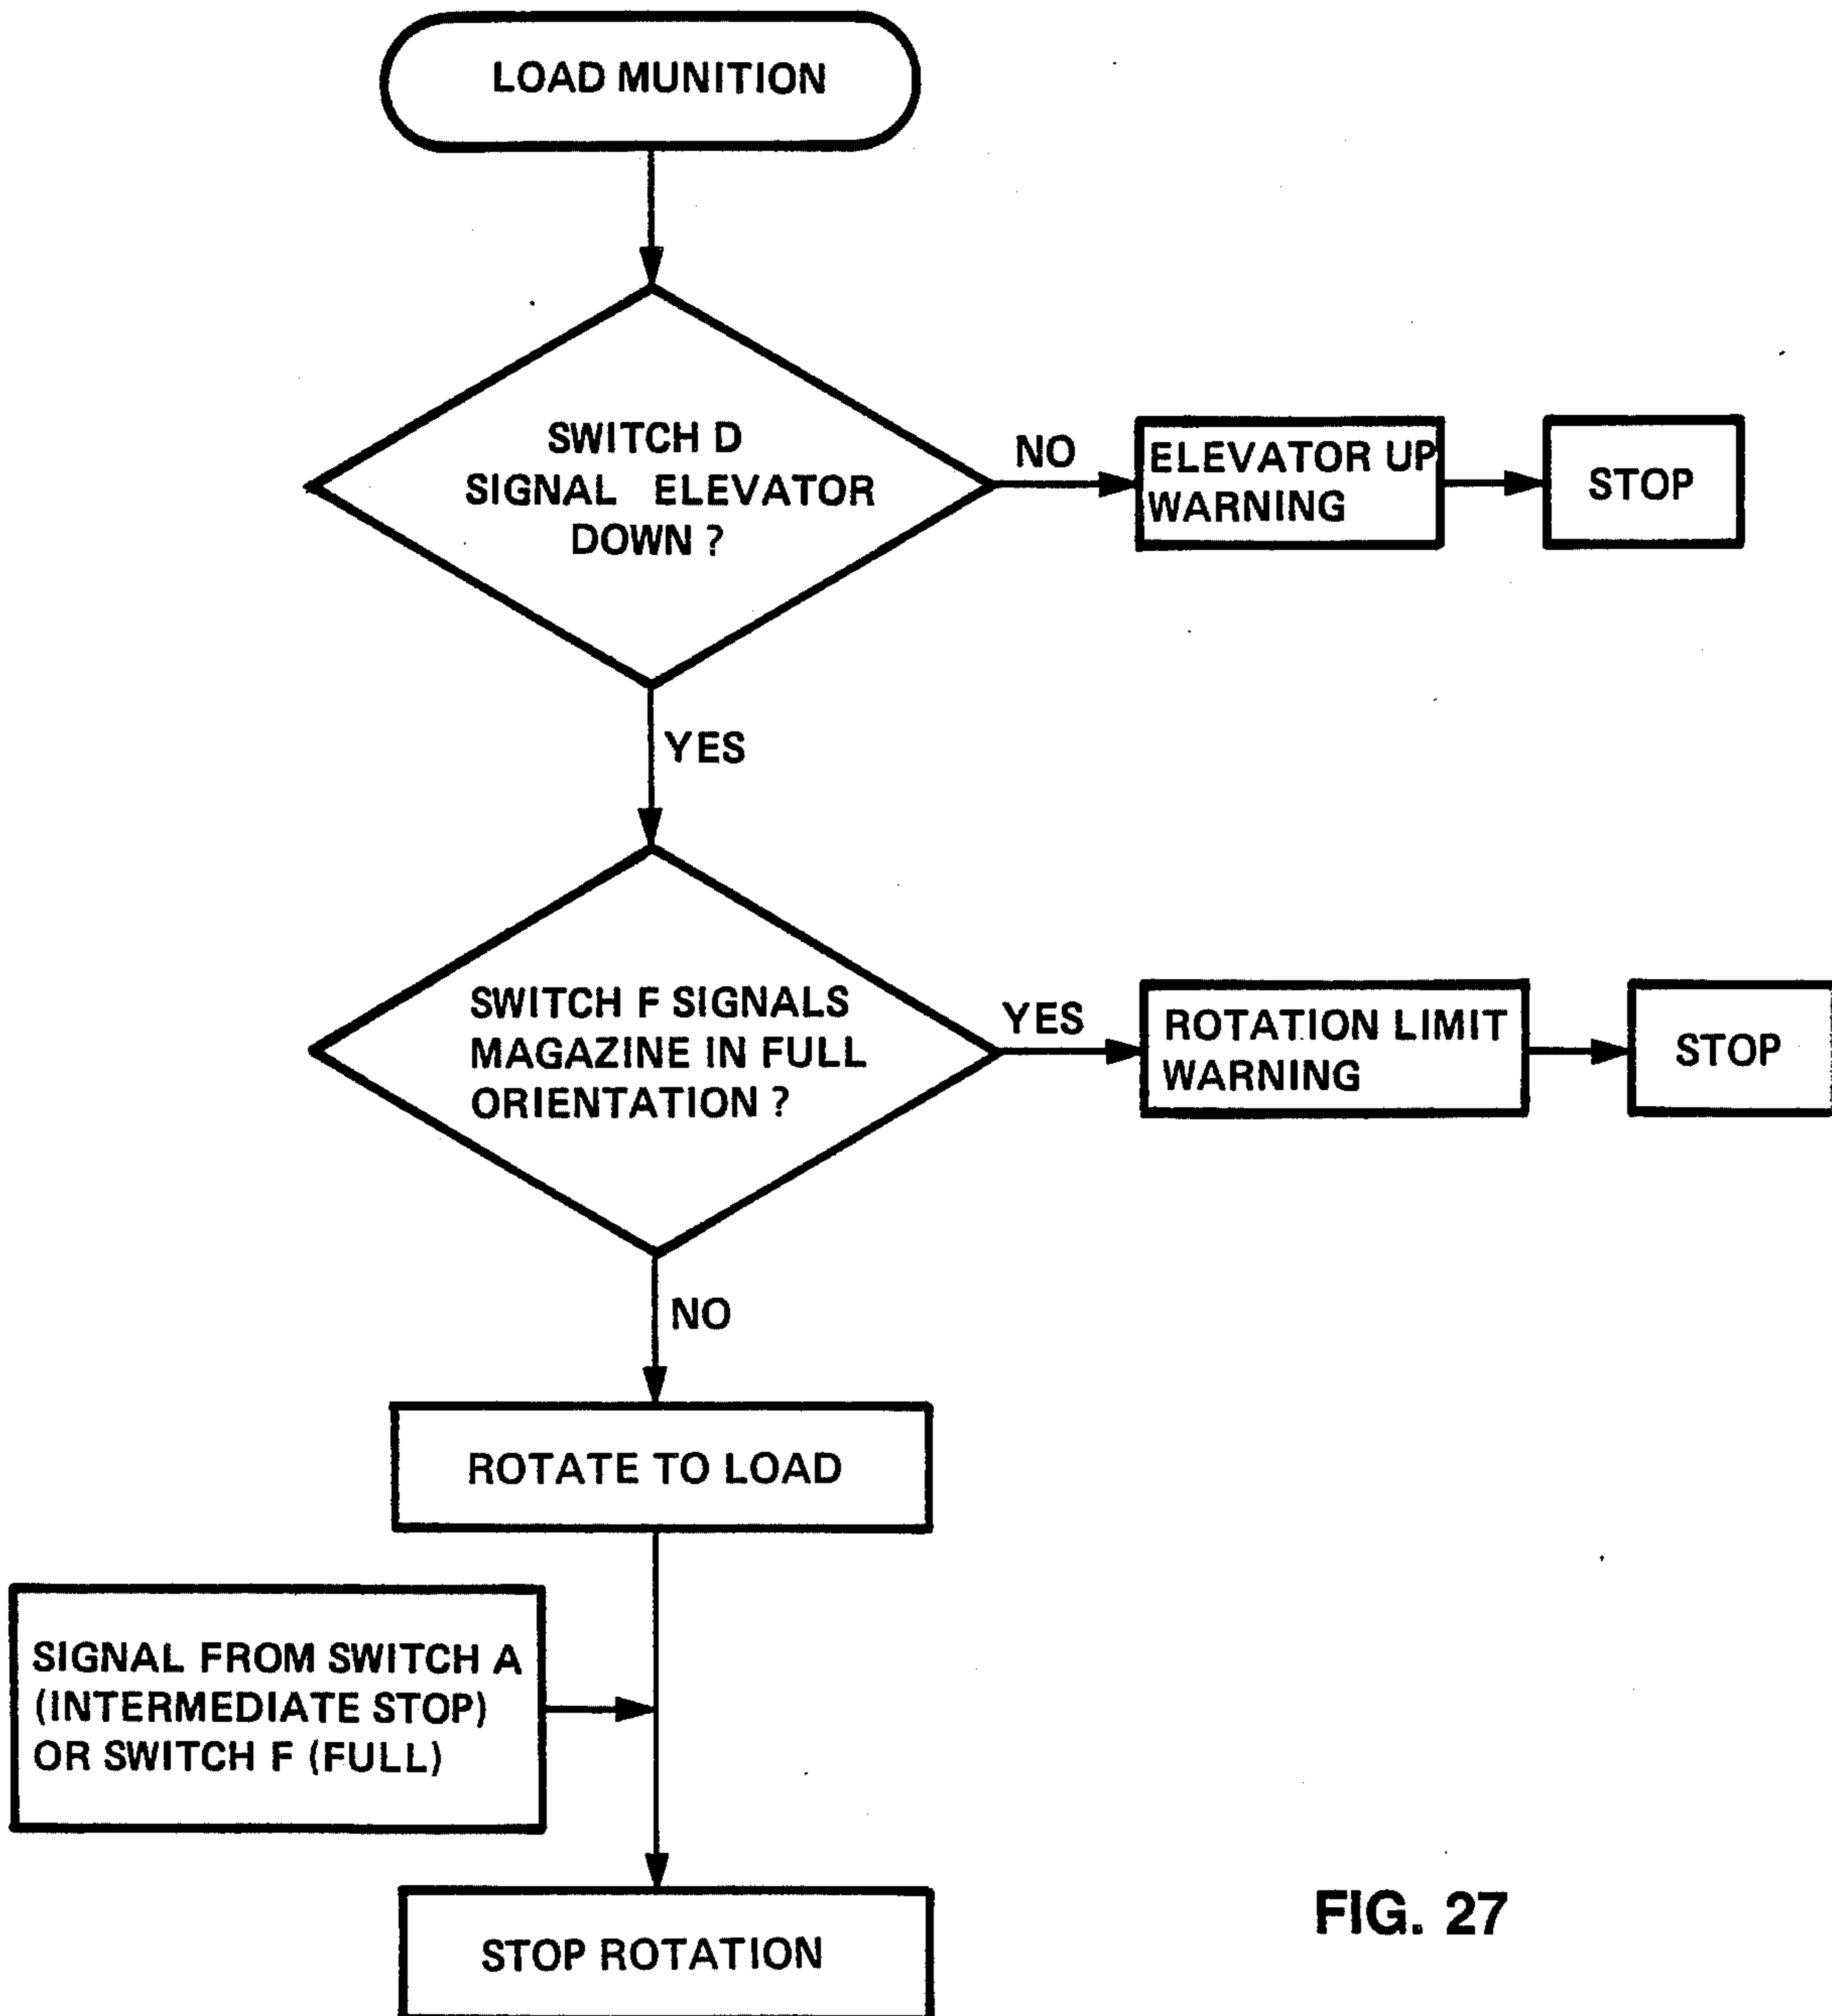 LOAD MUNITION
SWITCH D
SIGNAL ELEVATOR
DOWN ?
NO
ELEVATOR UP
WARNING
STOP
YES
SWITCH F SIGNALS
MAGAZINE IN FULL
ORIENTATION ?
YES
ROTATION LIMIT
WARNING
STOP
NO
ROTATE TO LOAD
SIGNAL FROM SWITCH A
(INTERMEDIATE STOP)
OR SWITCH F (FULL)
STOP ROTATION
FIG. 27